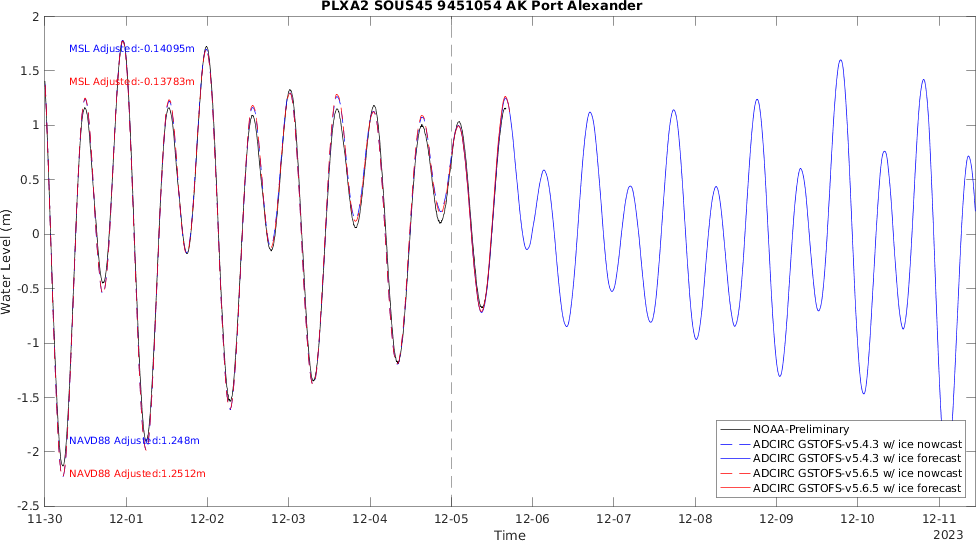 PLXA2 SOUS45 9451054 AK Port Alexander
2
1.5
1
0.5
0
-0.5
-1
-1.5
-2
-2.5
Water Level (m)
MSL Adjusted:-0.14095m
MSL Adjusted:-0.13783m
NAVD88 Adjusted:1.248m
NAVD88 Adjusted:1.2512m
NOAA-Preliminary
ADCIRC GSTOFS-v5.4.3 w/ ice nowcast
ADCIRC GSTOFS-v5.4.3 w/ ice forecast
ADCIRC GSTOFS-v5.6.5 w/ ice nowcast
ADCIRC GSTOFS-v5.6.5 w/ ice forecast
11-30 12-01 12-02 12-03 12-04 12-05 12-06 12-07 12-08 12-09 12-10 12-11
Time
2023